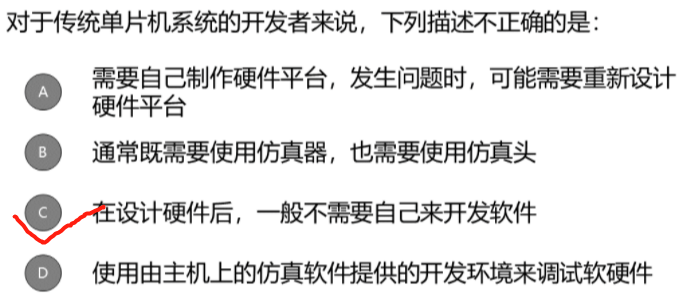 对于传统单片机系统的开发者来说，下列描述不正确的是：
A 需要自己制作硬件平台，发生问题时，可能需要重新设计
硬件平台
B 通常既需要使用仿真器，也需要使用仿真头
C 在设计硬件后，一般不需要自己来开发软件
D 使用由主机上的仿真软件提供的开发环境来调试软硬件